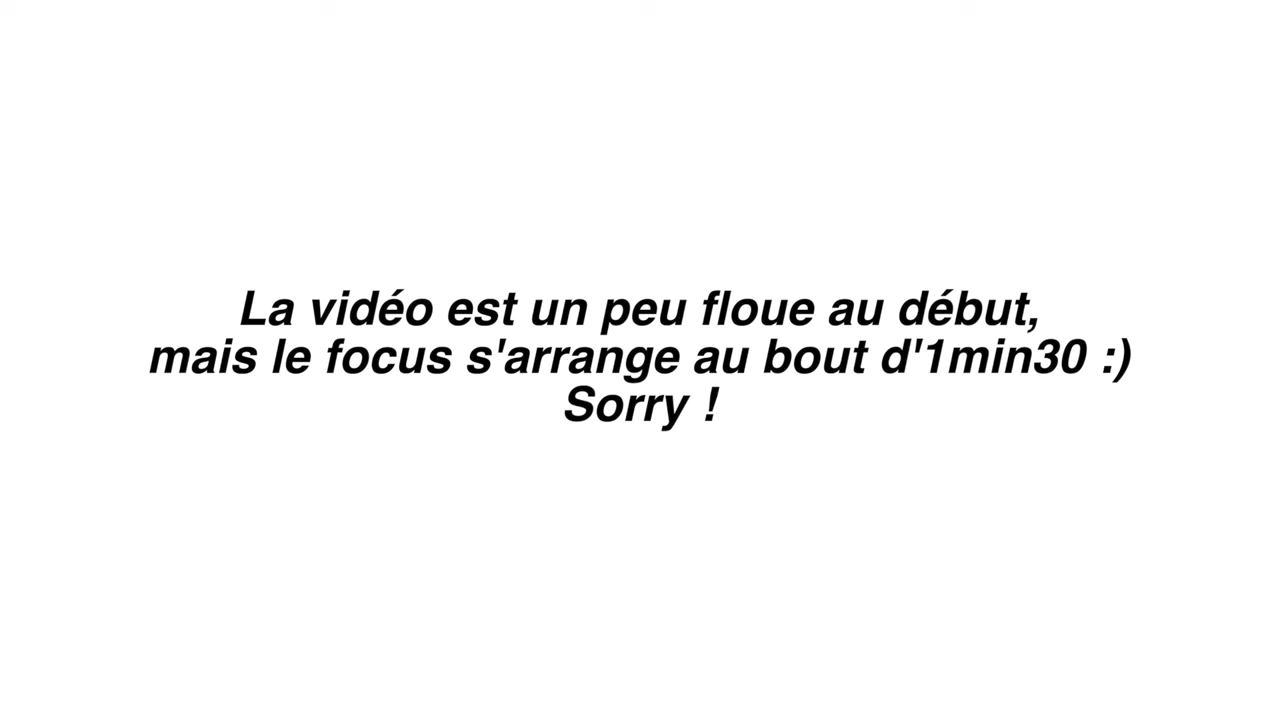 La vidéo est un peu floue au début,
mais le focus s'arrange au bout d'1min30 :)
Sorry !